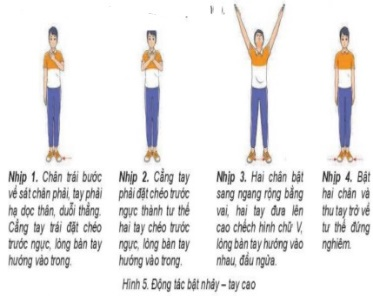 Nhịp 1. Chân trái bước
về sát chân phải, tay phải
hạ dọc thân, duỗi thẳng.
Cẳng tay trái đặt chéo
trước ngực, lòng bàn tay
hướng vào trong.
Nhịp 2. Cẳng tay
phải đặt chéo trước
ngực thành tư thế
hai tay chéo trước
ngực, lòng bàn tay
hướng vào trong.
Nhịp 3. Hai chân bật
sang ngang rộng bằng
vai, hai tay đưa lên
cao chếch hình chữ V,
lòng bàn tay hướng vào
nhau, đầu ngửa.
Nhịp 4. Bật
hai chân và
thu tay trở về
tư thế đứng
nghiêm.
Hình 5. Động tác bật nhảy – tay cao